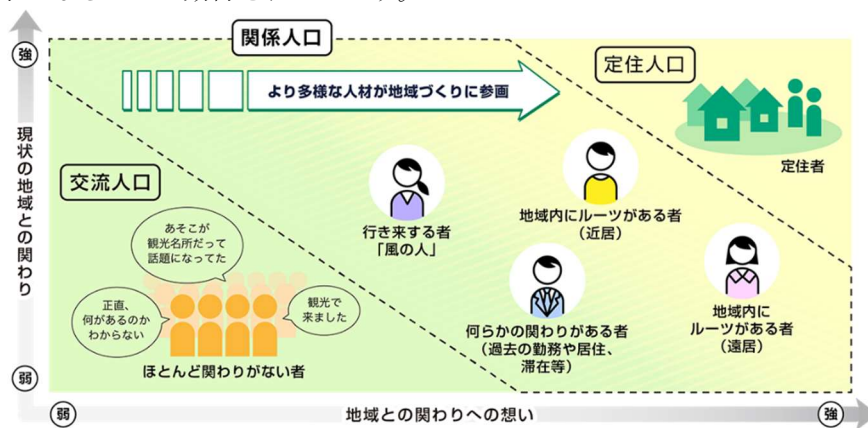 強
関係人口
定住人口
より多様な人材が地域づくりに参画
現状の地域との関わり
定住者
交流人口
あそこが
観光名所だって
話題になってた
地域内にルーツがある者
(近居)
行き来する者
「風の人」
正直、
何があるのか
わからない
観光で
来ました
地域内に
ルーツがある者
(遠居)
何らかの関わりがある者
(過去の勤務や居住、
滞在等)
ほとんど関わりがない者
弱
弱
地域との関わりへの想い
強